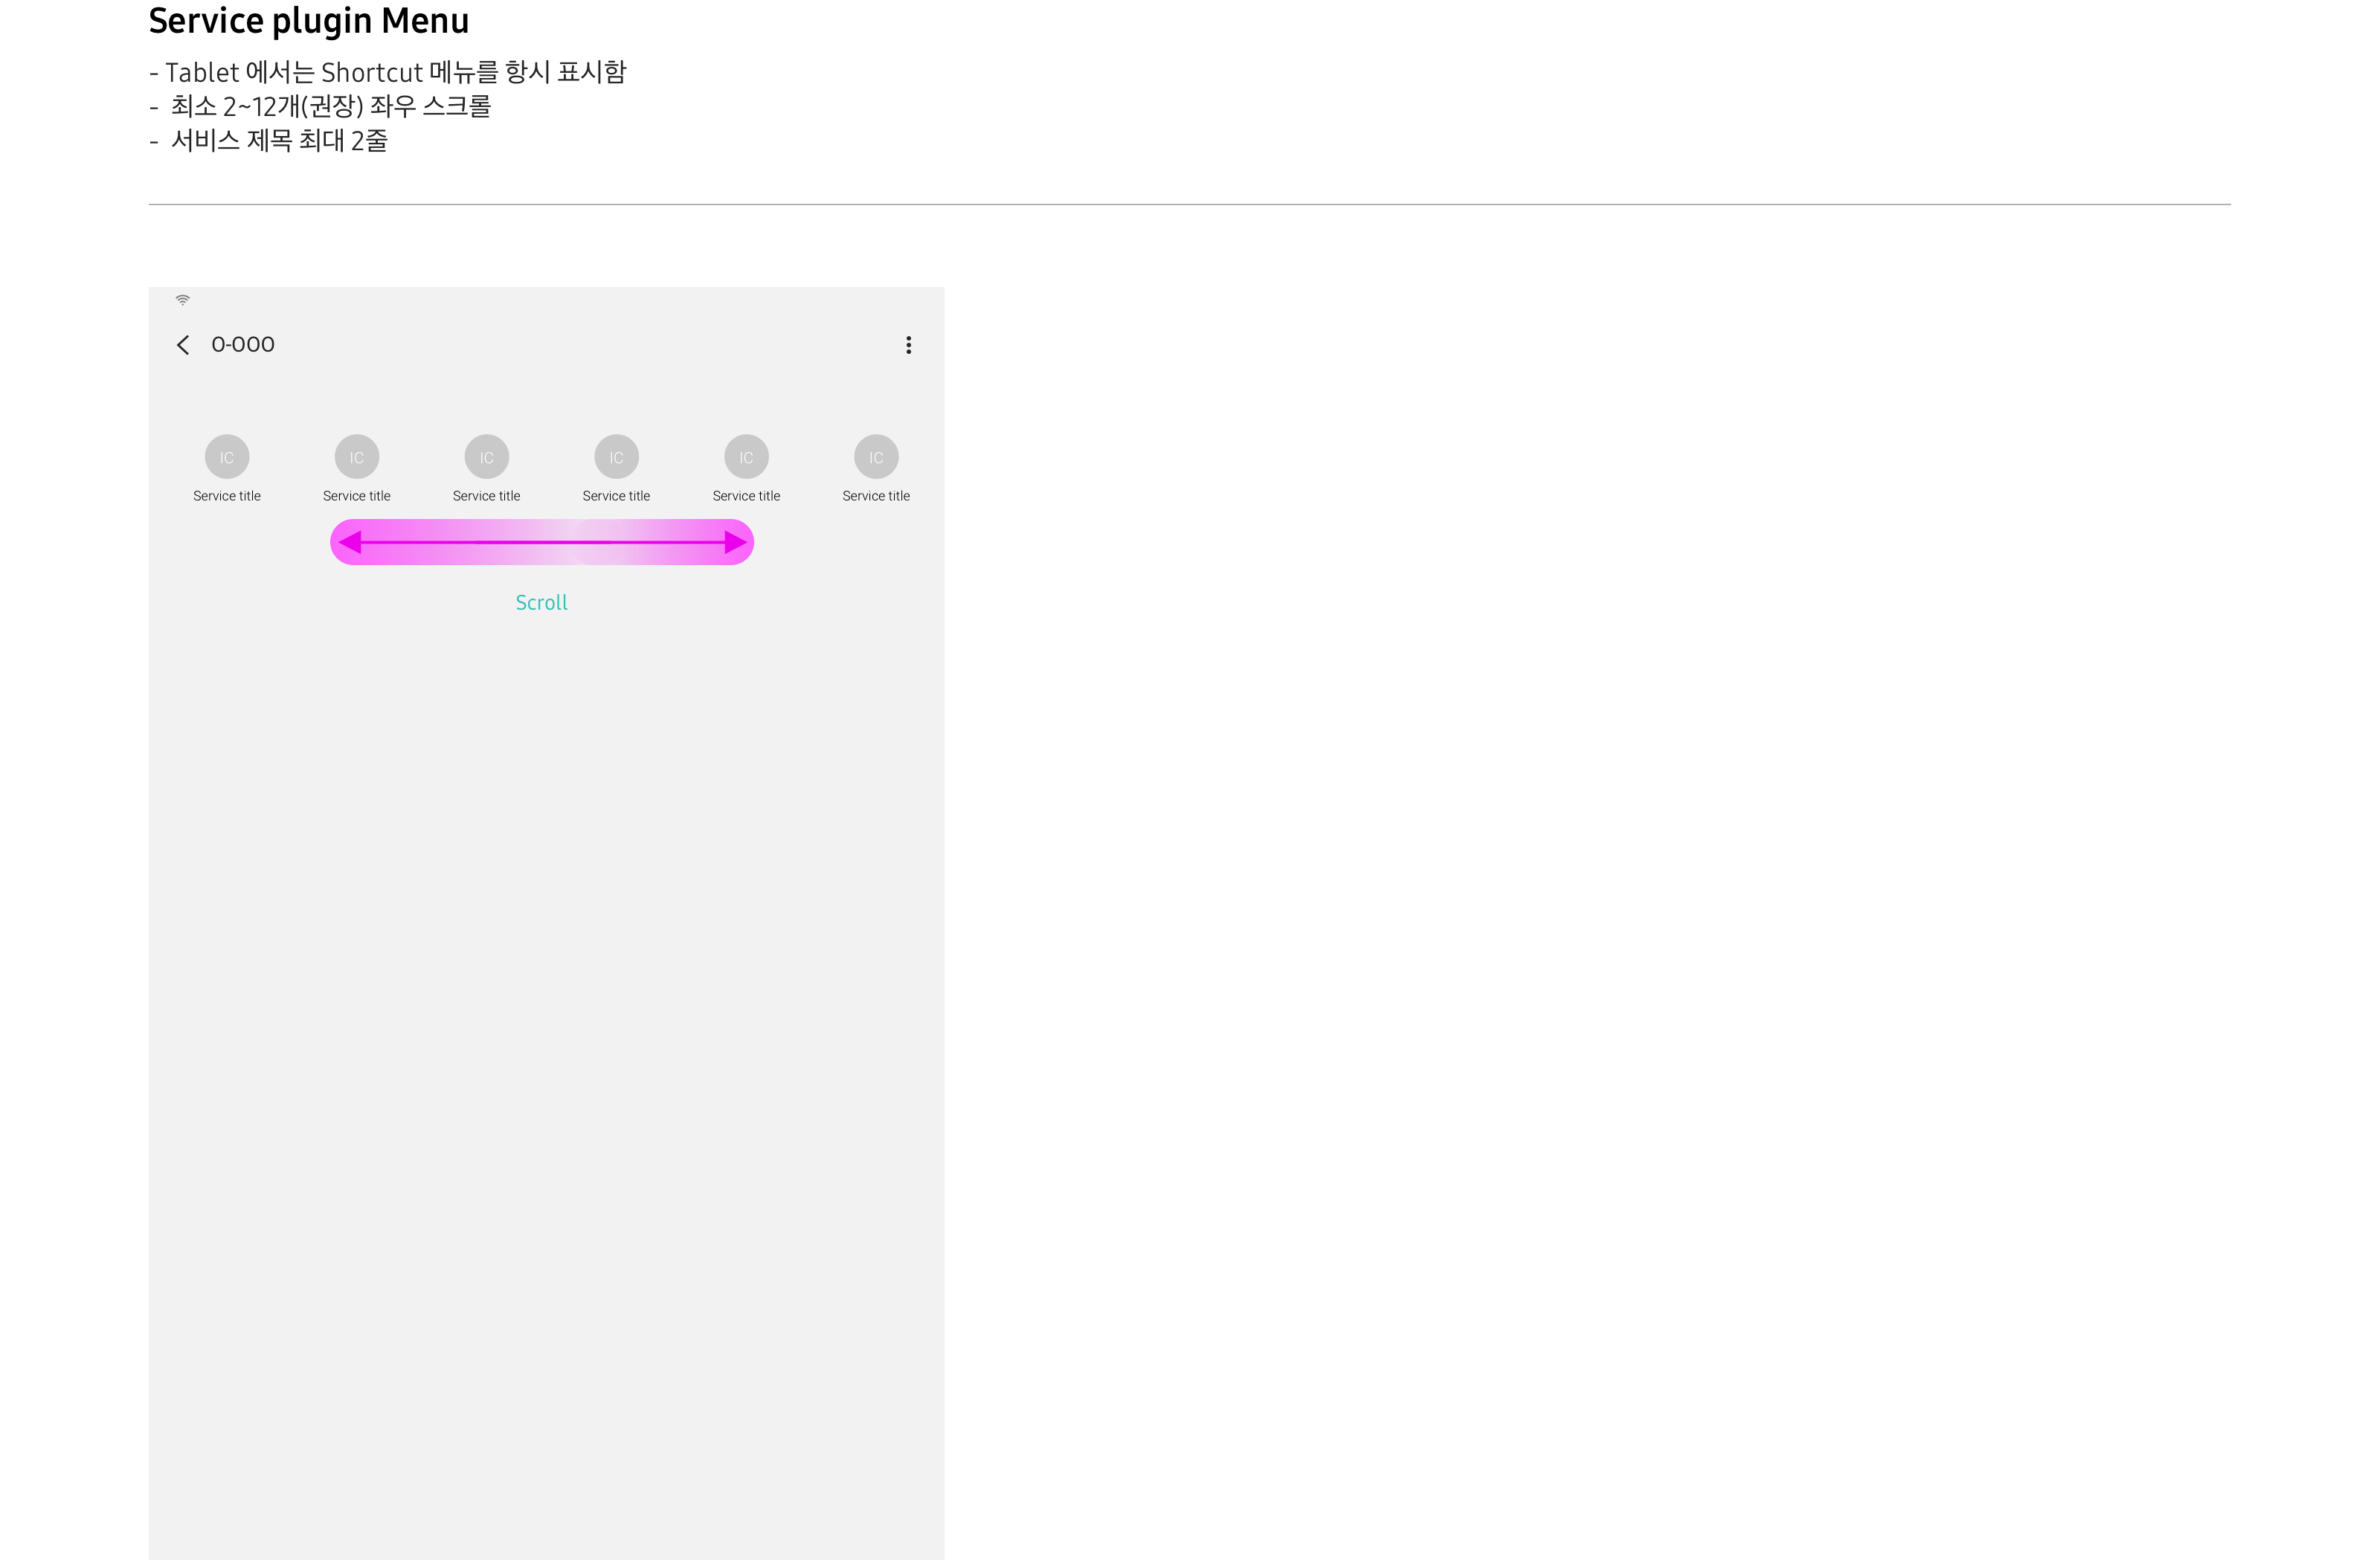 Service plugin Menu
- Tablet 에서는 Shortcut 메뉴를 항시 표시함
- 최소 2~12개(권장) 좌우 스크롤
- 서비스 제목 최대 2줄
O-OOO
IC IC IC IC IC IC
Service title Service title Service title Service title Service title Service title
Scroll